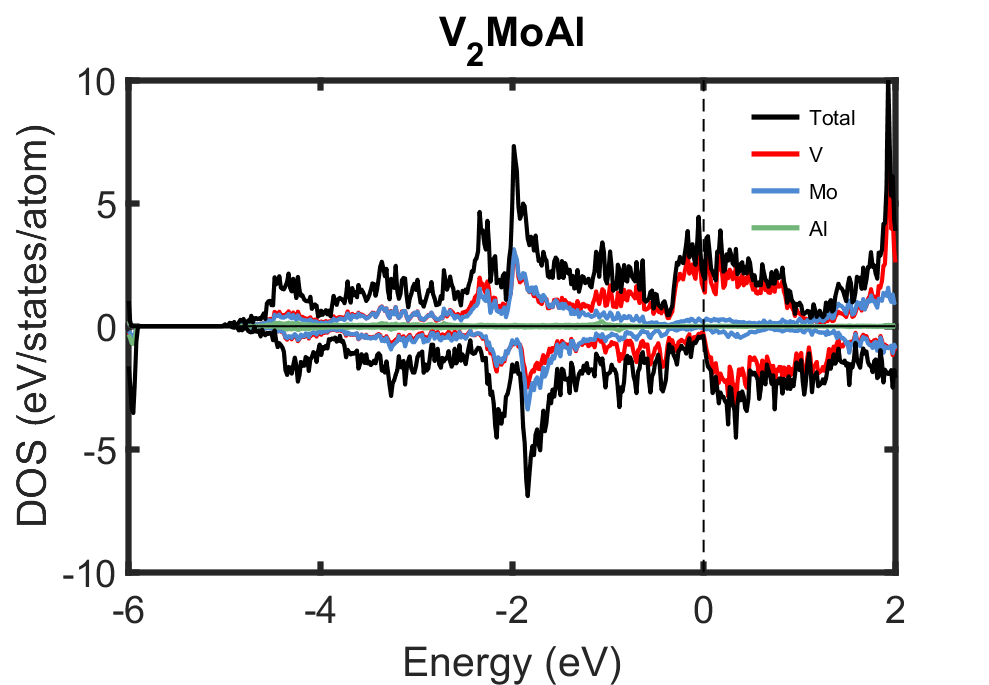 V₂MoAl
10
5
0
-5
-10
DOS (eV/states/atom)
Total
V
Mo
Al
-6 -4 -2 0 2
Energy (eV)